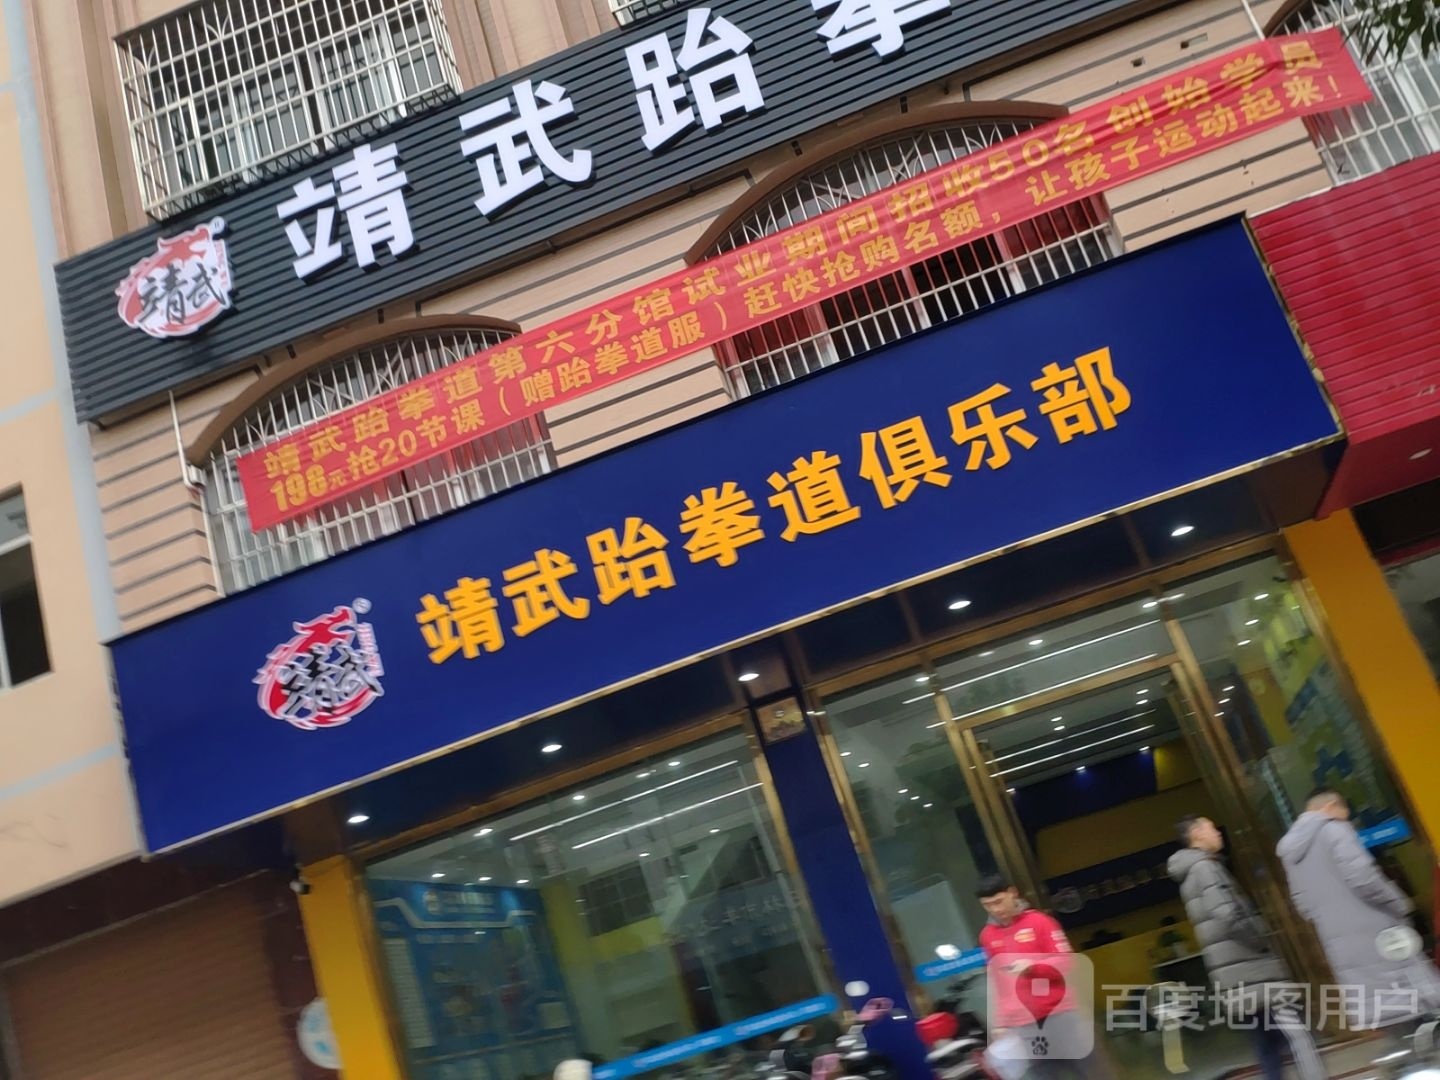 靖武跆拳
靖武
靖武跆拳道第六分馆试业期间招收50名创始学员
198元抢20节课（赠跆拳道服）赶快抢购名额，让孩子运动起来！
靖武跆拳道俱乐部
靖武
百度地图用户